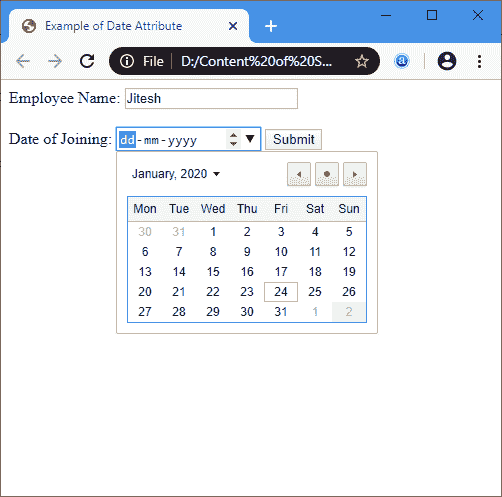 Example of Date Attribute
File D:/Content%20of%20S...
Employee Name: Jitesh
Date of Joining: dd-mm-yyyy Submit
January, 2020
Mon Tue Wed Thu Fri Sat Sun
30 31 1 2 3 4 5
6 7 8 9 10 11 12
13 14 15 16 17 18 19
20 21 22 23 24 25 26
27 28 29 30 31 1 2